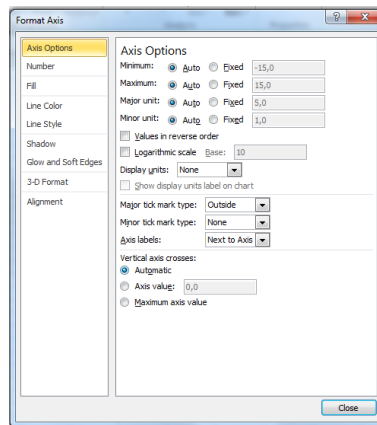 Format Axis
Axis Options
Number
Fill
Line Color
Line Style
Shadow
Glow and Soft Edges
3-D Format
Alignment
Axis Options
Minimum: Auto Fixed -15,0
Maximum: Auto Fixed 15,0
Major unit: Auto Fixed 5,0
Minor unit: Auto Fixed 1,0
Values in reverse order
Logarithmic scale Base: 10
Display units: None
Show display units label on chart
Major tick mark type: Outside
Minor tick mark type: None
Axis labels: Next to Axis
Vertical axis crosses:
Automatic
Axis value: 0,0
Maximum axis value
Close